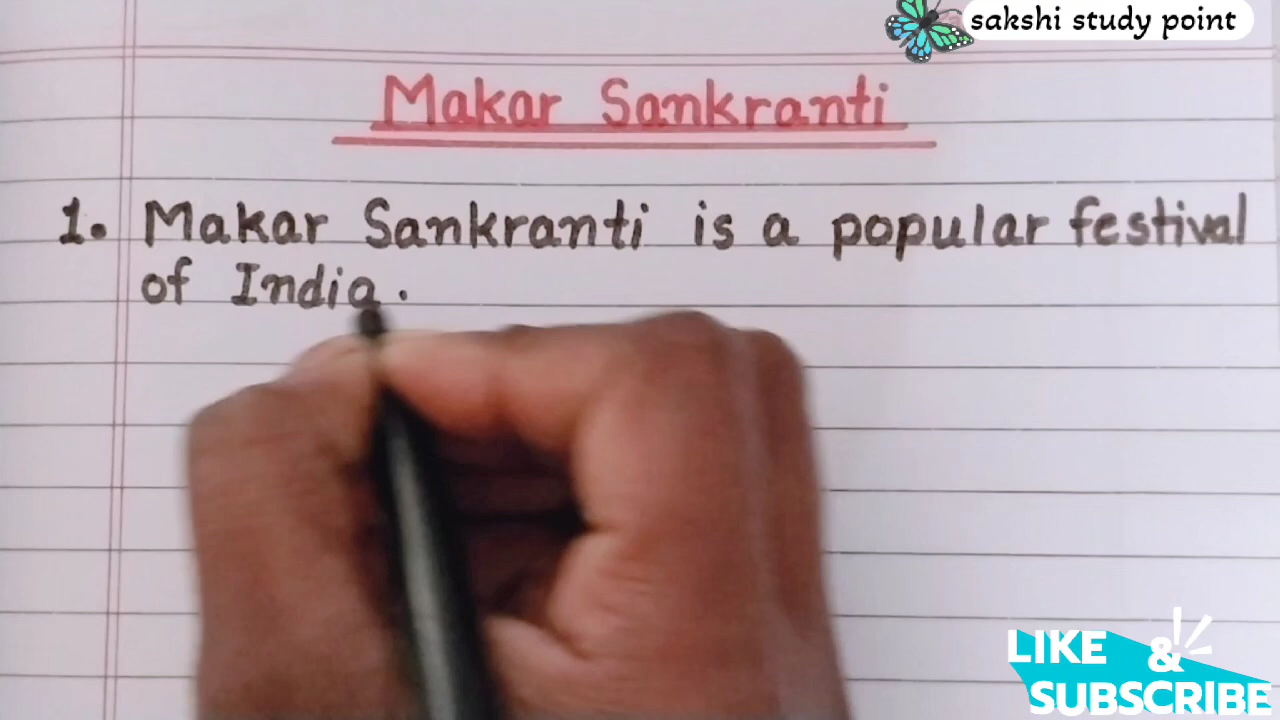 sakshi study point
Makar Sankranti
1. Makar Sankranti is a popular festival
of India.
LIKE &
SUBSCRIBE